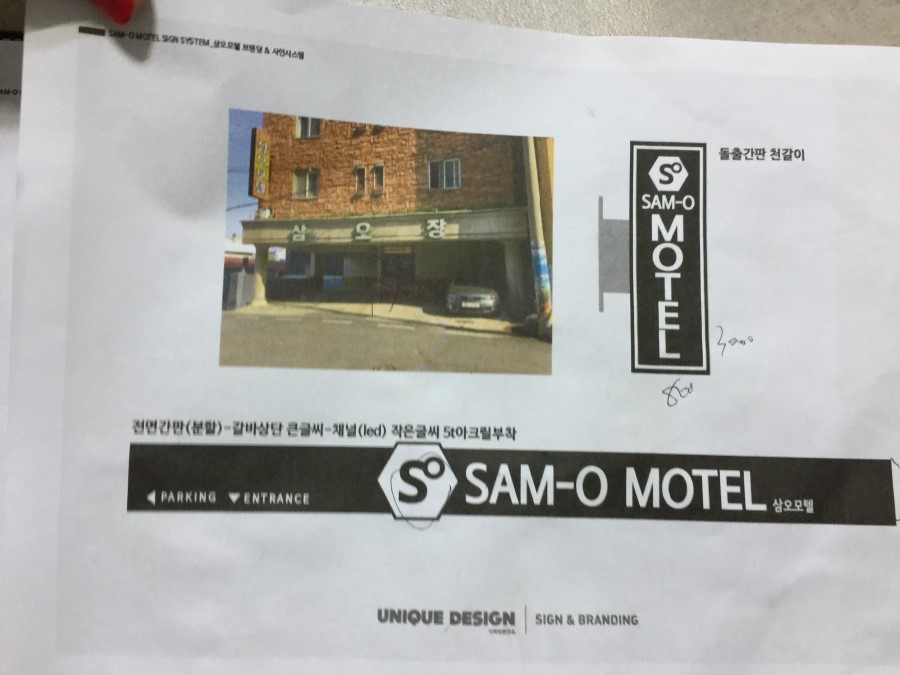 SAM-O MOTEL SIGN SYSTEM_삼오모텔 브랜딩 & 사인시스템
돌출간판 천갈이
삼오장
S°
SAM-O
MOTEL
3000
800
전면간판(분할)-갈바상단 큰글씨-채널(led) 작은글씨 5t아크릴부착
◀PARKING ▼ENTRANCE
S° SAM-O MOTEL 삼오모텔
UNIQUE DESIGN | SIGN & BRANDING